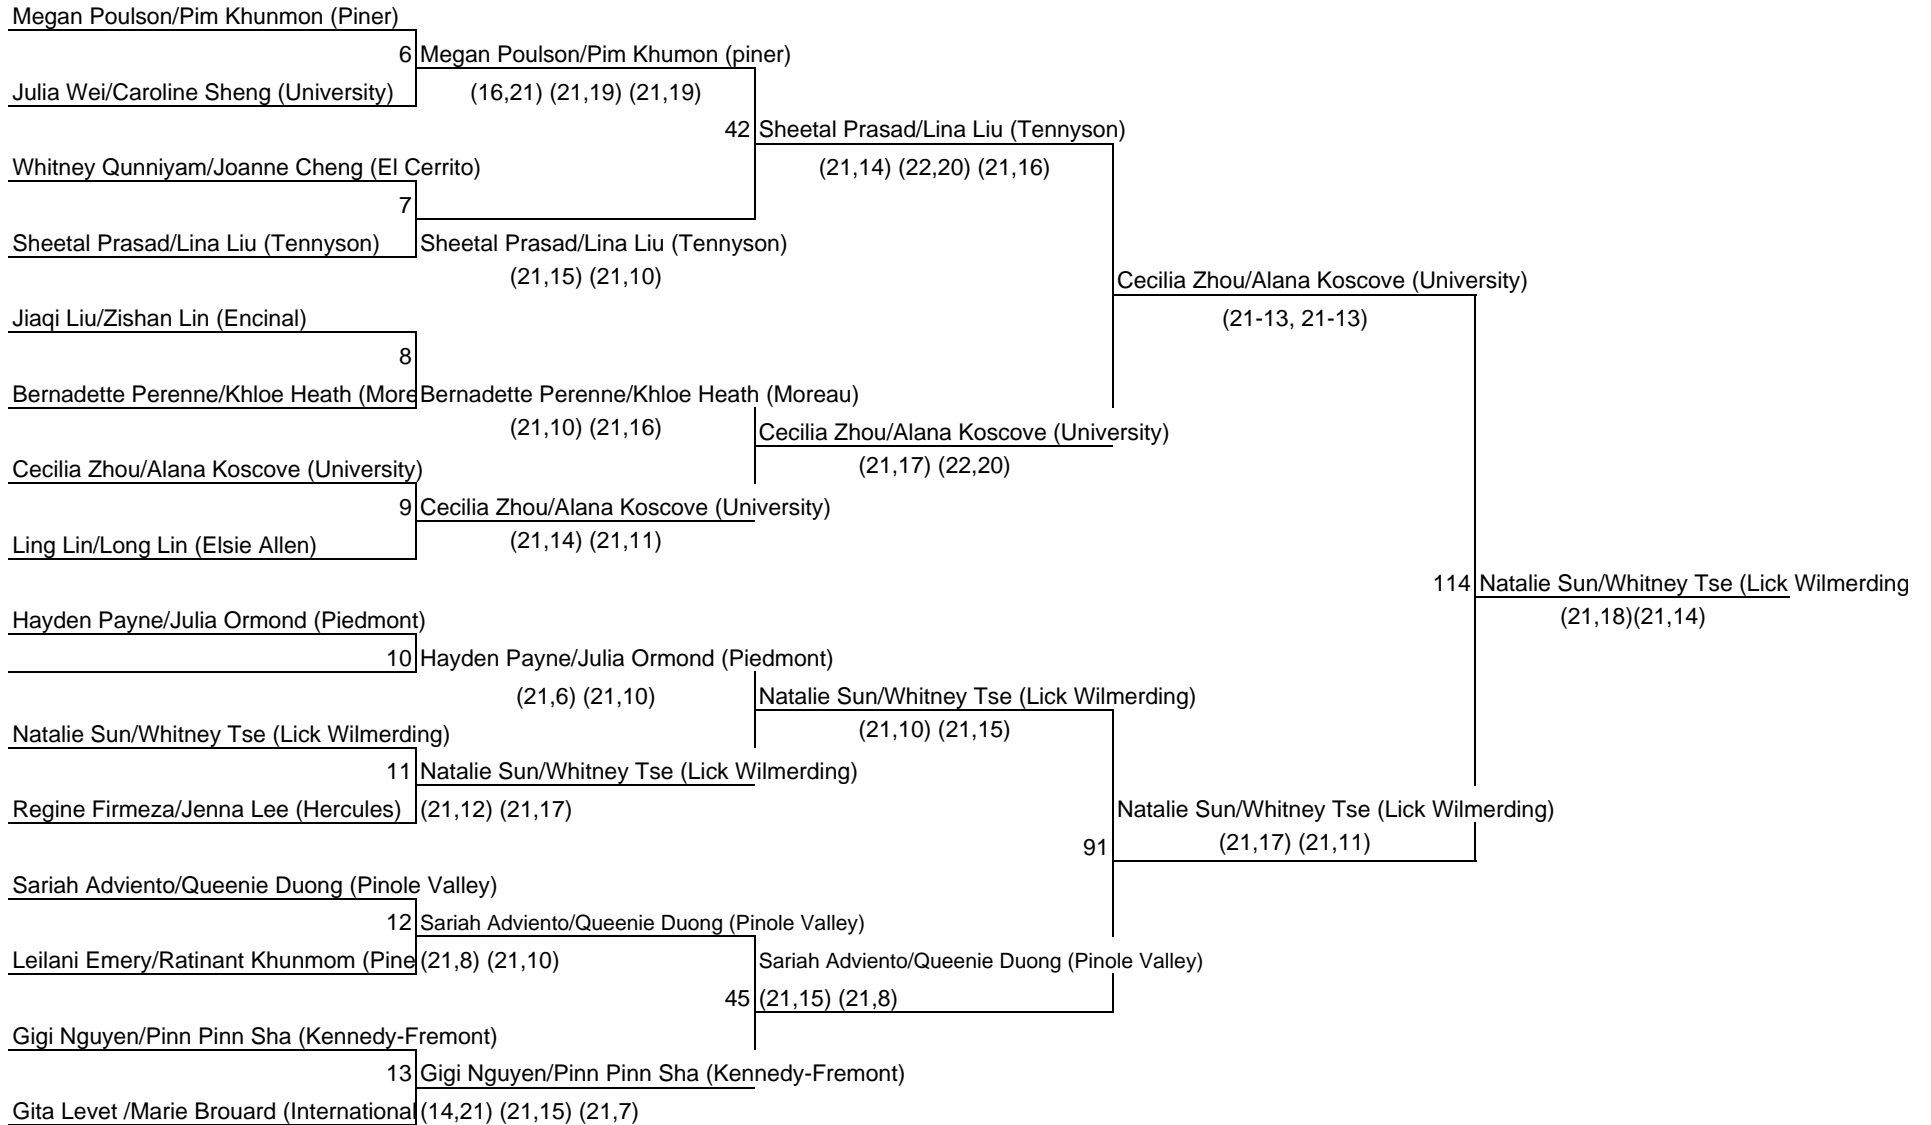 Megan Poulson/Pim Khunmon (Piner)
6 Megan Poulson/Pim Khumon (piner)
Julia Wei/Caroline Sheng (University) (16,21) (21,19) (21,19)
42 Sheetal Prasad/Lina Liu (Tennyson)
Whitney Qunniyam/Joanne Cheng (El Cerrito) (21,14) (22,20) (21,16)
7
Sheetal Prasad/Lina Liu (Tennyson) Sheetal Prasad/Lina Liu (Tennyson)
(21,15) (21,10) Cecilia Zhou/Alana Koscove (University)
Jiaqi Liu/Zishan Lin (Encinal) (21-13, 21-13)
8
Bernadette Perenne/Khloe Heath (More Bernadette Perenne/Khloe Heath (Moreau)
(21,10) (21,16) Cecilia Zhou/Alana Koscove (University)
Cecilia Zhou/Alana Koscove (University) (21,17) (22,20)
9 Cecilia Zhou/Alana Koscove (University)
Ling Lin/Long Lin (Elsie Allen) (21,14) (21,11)
114 Natalie Sun/Whitney Tse (Lick Wilmerding
Hayden Payne/Julia Ormond (Piedmont) (21,18)(21,14)
10 Hayden Payne/Julia Ormond (Piedmont)
(21,6) (21,10) Natalie Sun/Whitney Tse (Lick Wilmerding)
Natalie Sun/Whitney Tse (Lick Wilmerding) (21,10) (21,15)
11 Natalie Sun/Whitney Tse (Lick Wilmerding)
Regine Firmeza/Jenna Lee (Hercules) (21,12) (21,17) Natalie Sun/Whitney Tse (Lick Wilmerding)
91 (21,17) (21,11)
Sariah Adviento/Queenie Duong (Pinole Valley)
12 Sariah Adviento/Queenie Duong (Pinole Valley)
Leilani Emery/Ratinant Khunmom (Pine (21,8) (21,10) Sariah Adviento/Queenie Duong (Pinole Valley)
45 (21,15) (21,8)
Gigi Nguyen/Pinn Pinn Sha (Kennedy-Fremont)
13 Gigi Nguyen/Pinn Pinn Sha (Kennedy-Fremont)
Gita Levet /Marie Brouard (International (14,21) (21,15) (21,7)